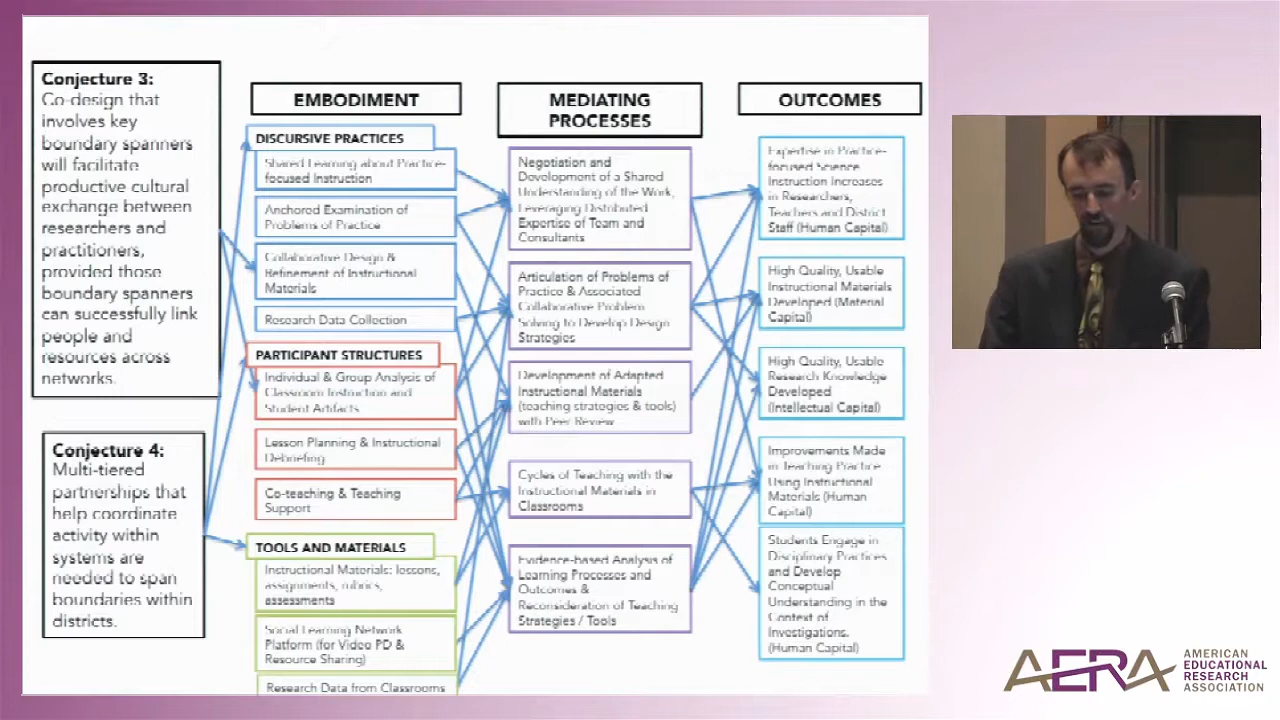 Conjecture 3:
Co-design that
involves key
boundary spanners
will facilitate
productive cultural
exchange between
researchers and
practitioners,
provided those
boundary spanners
can successfully link
people and
resources across
networks.
Conjecture 4:
Multi-tiered
partnerships that
help coordinate
activity within
systems are
needed to span
boundaries within
districts.
EMBODIMENT
DISCURSIVE PRACTICES
Shared Learning about Practice-
focused Instruction
Anchored Examination of
Problems of Practice
Collaborative Design &
Refinement of Instructional
Materials
Research Data Collection
PARTICIPANT STRUCTURES
Individual & Group Analysis of
Classroom Instruction and
Student Artifacts
Lesson Planning & Instructional
Debriefing
Co-teaching & Teaching
Support
TOOLS AND MATERIALS
Instructional Materials: lessons,
assignments, rubrics,
assessments
Social Learning Network
Platform (for Video PD &
Resource Sharing)
Research Data from Classrooms
MEDIATING
PROCESSES
Negotiation and
Development of a Shared
Understanding of the Work,
Leveraging Distributed
Expertise of Team and
Consultants
Articulation of Problems of
Practice & Associated
Collaborative Problem
Solving to Develop Design
Strategies
Development of Adapted
Instructional Materials
(teaching strategies & tools)
with Peer Review
Cycles of Teaching with the
Instructional Materials in
Classrooms
Evidence-based Analysis of
Learning Processes and
Outcomes &
Reconsideration of Teaching
Strategies / Tools
OUTCOMES
Expertise in Practice-
focused Science
Instruction Increases
in Researchers,
Teachers and District
Staff (Human Capital)
High Quality, Usable
Instructional Materials
Developed (Material
Capital)
High Quality, Usable
Research Knowledge
Developed
(Intellectual Capital)
Improvements Made
in Teaching Practice
Using Instructional
Materials (Human
Capital)
Students Engage in
Disciplinary Practices
and Develop
Conceptual
Understanding in the
Context of
Investigations.
(Human Capital)
AERA
AMERICAN
EDUCATIONAL
RESEARCH
ASSOCIATION